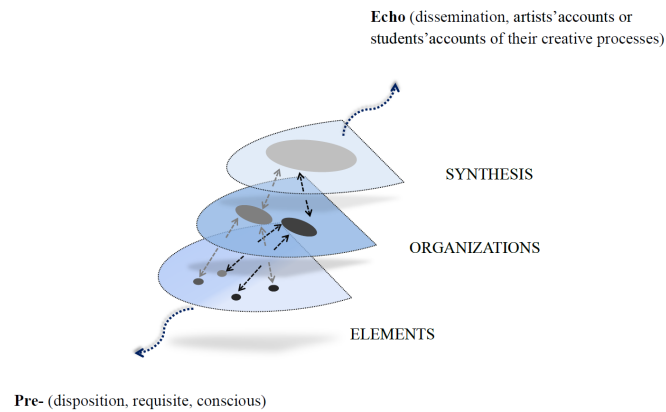 Echo (dissemination, artists'accounts or
students'accounts of their creative processes)
SYNTHESIS
ORGANIZATIONS
ELEMENTS
Pre- (disposition, requisite, conscious)